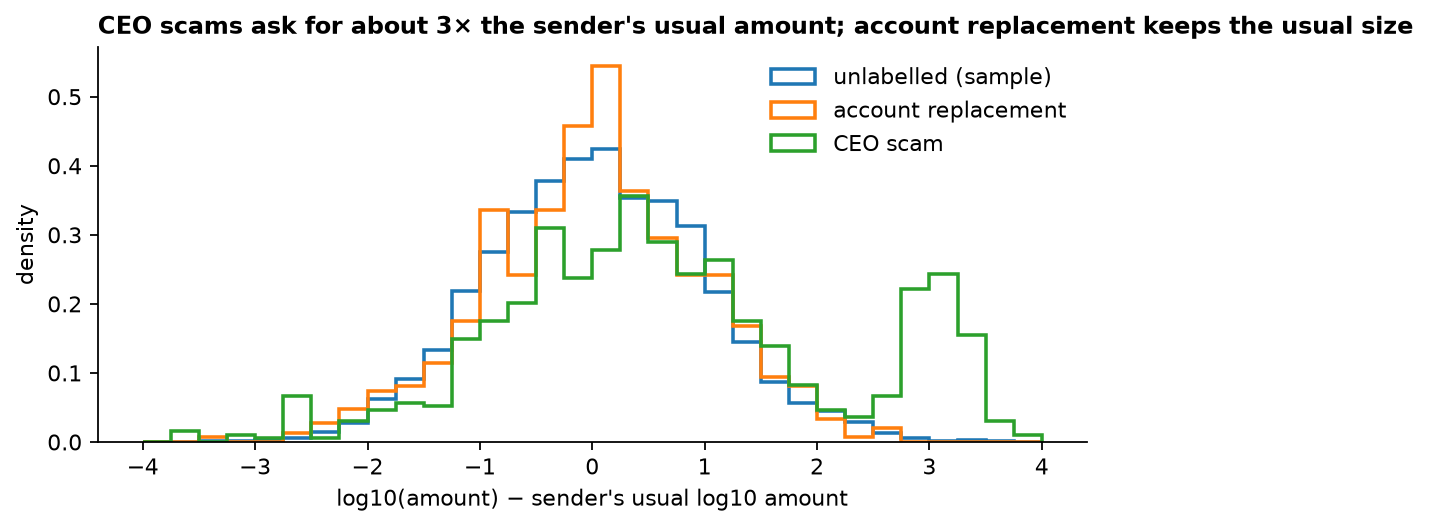 CEO scams ask for about 3× the sender's usual amount; account replacement keeps the usual size
unlabelled (sample)
account replacement
CEO scam
density
0.5
0.4
0.3
0.2
0.1
0.0
−4 −3 −2 −1 0 1 2 3 4
log10(amount) − sender's usual log10 amount